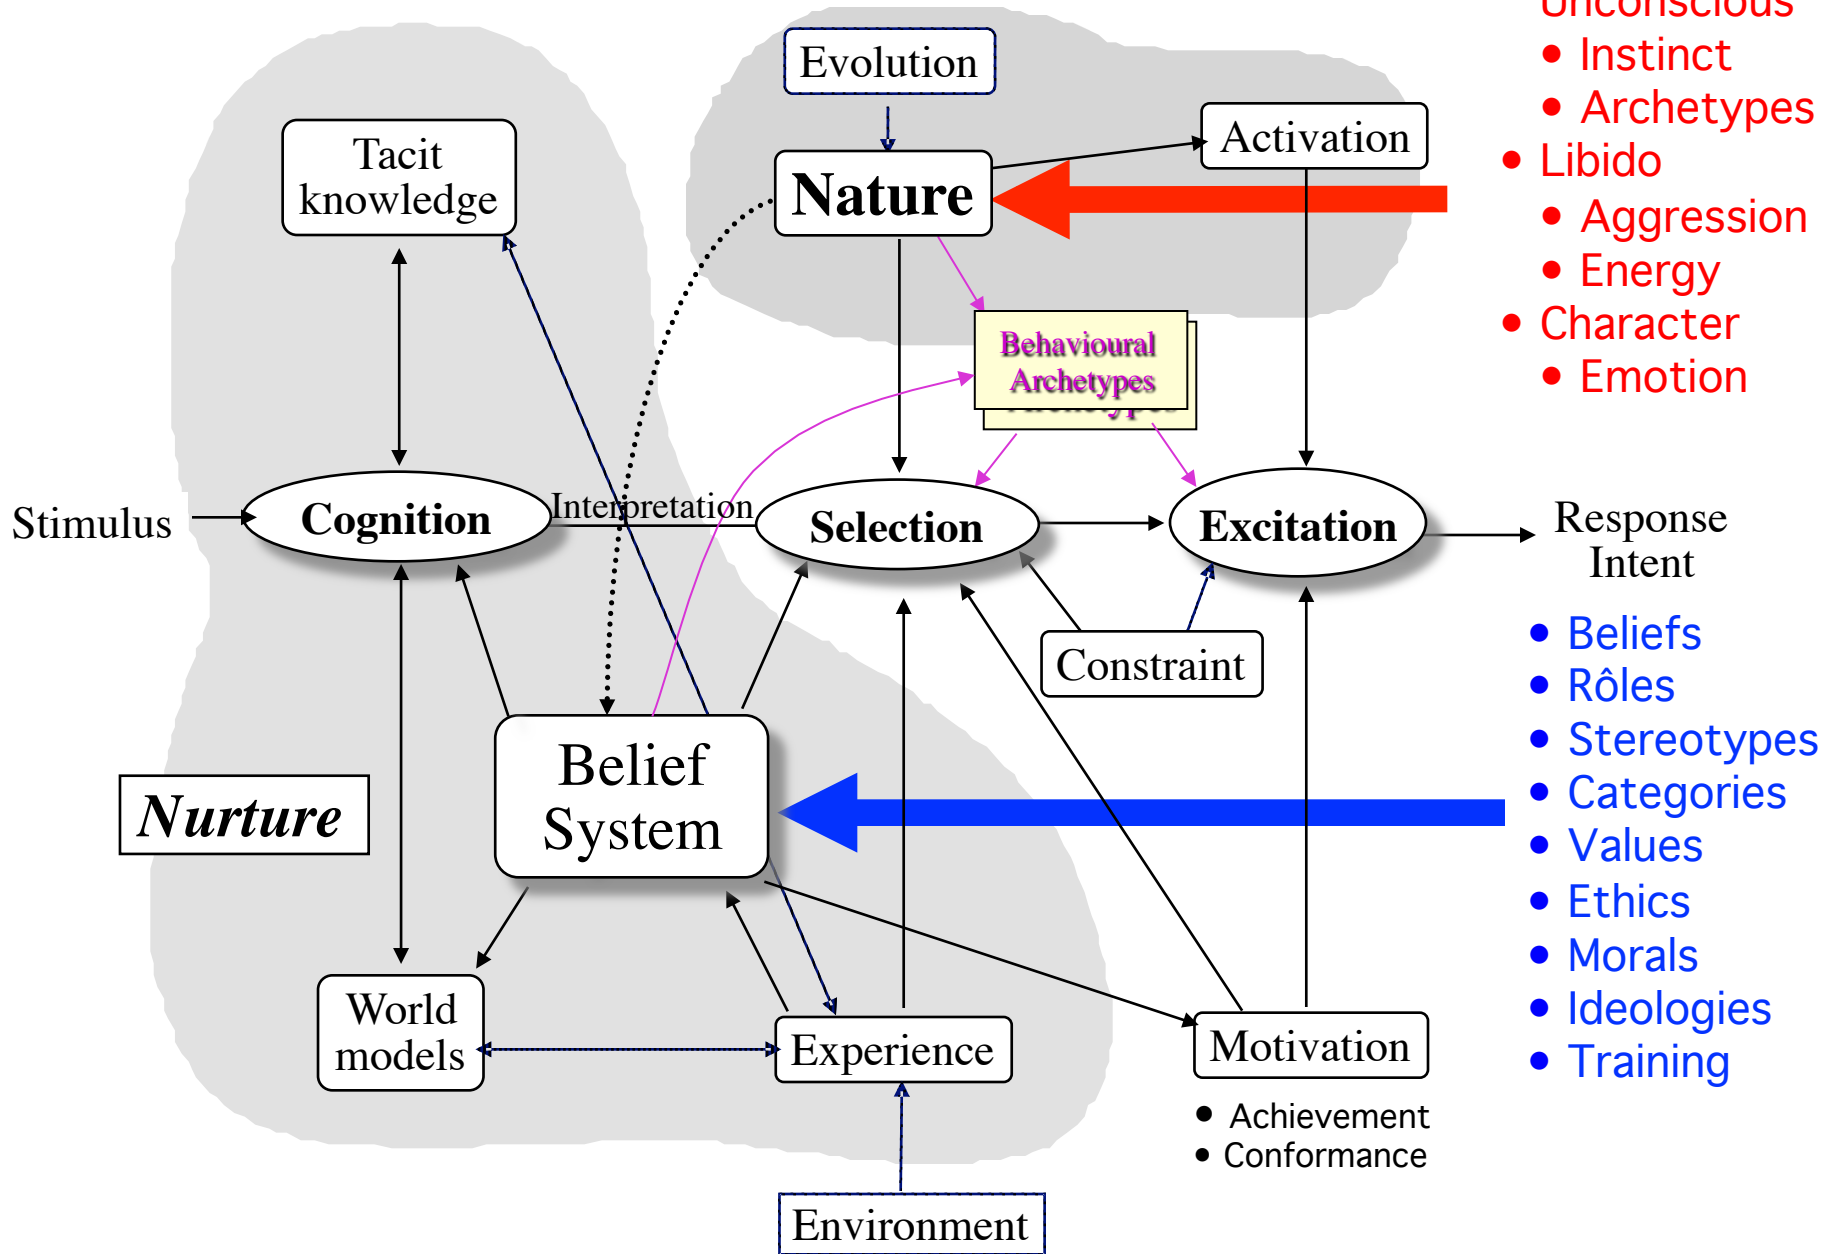 Unconscious
• Instinct
• Archetypes
• Libido
• Aggression
• Energy
• Character
• Emotion
Evolution
Activation
Tacit
knowledge
Nature
Behavioural
Archetypes
Archetypes
Stimulus
Cognition
Interpretation
Selection
Excitation
Response
Intent
Constraint
• Beliefs
• Rôles
• Stereotypes
• Categories
• Values
• Ethics
• Morals
• Ideologies
• Training
Belief
System
Nurture
World
models
Experience
Motivation
• Achievement
• Conformance
Environment